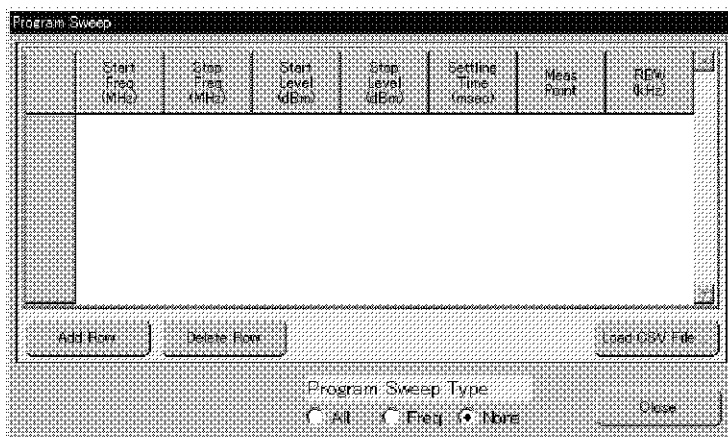 Program Sweep
Start Freq (MHz)
Stop Freq (MHz)
Start Level (dBm)
Stop Level (dBm)
Settling Time (msec)
Meas Point
RBW (kHz)
Add Row
Delete Row
Load CSV File
Program Sweep Type
All
Freq
None
Close